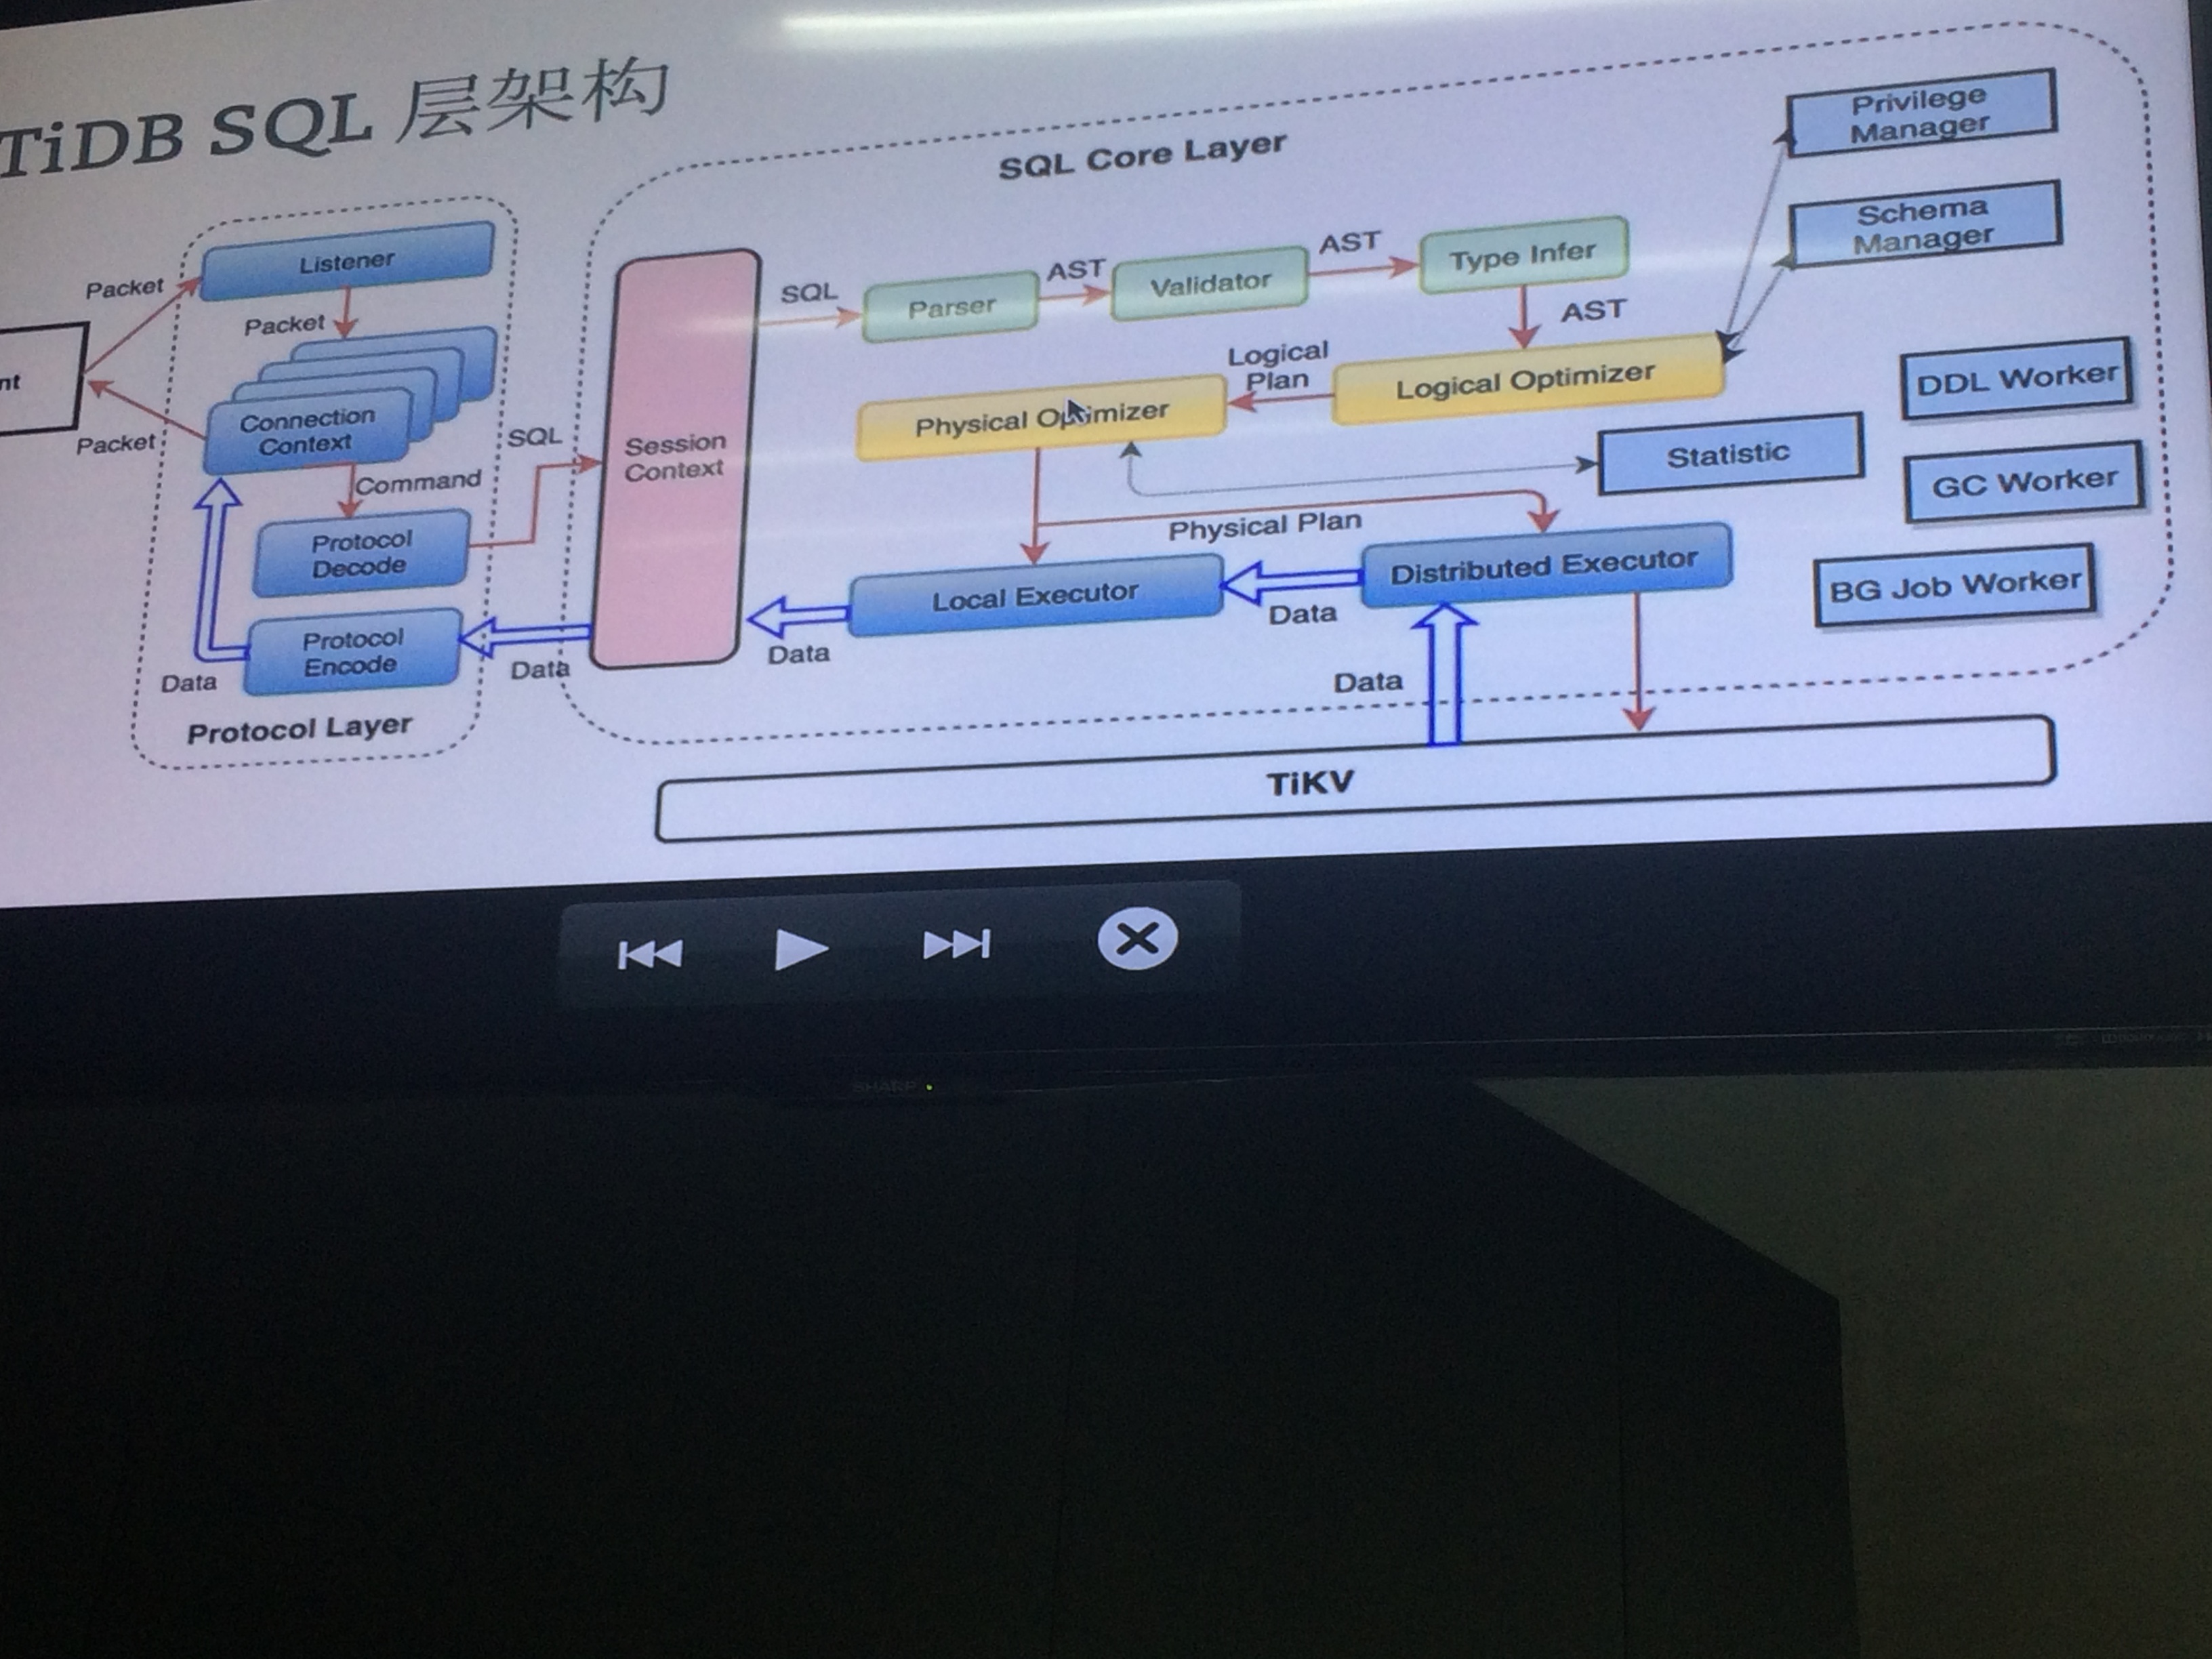 TiDB SQL 层架构
SQL Core Layer
Privilege
Manager
Schema
Manager
Listener
Packet
Packet
nt
Packet
Connection
Context
Command
SQL
Protocol
Decode
Protocol
Encode
Data
Data
Protocol Layer
Session
Context
SQL
Parser
AST
Validator
AST
Type Infer
AST
Logical
Plan
Logical Optimizer
Physical Optimizer
DDL Worker
Statistic
GC Worker
Physical Plan
Local Executor
Distributed Executor
BG Job Worker
Data
Data
Data
TiKV
SHARP